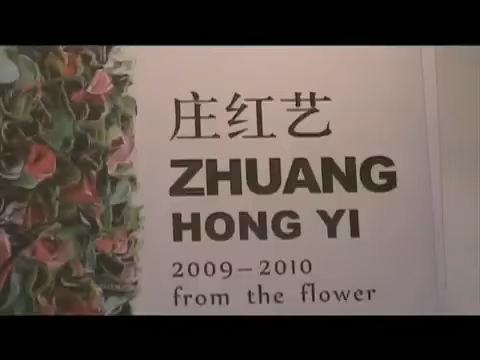 庄红艺
ZHUANG
HONG YI
2009–2010
from the flower